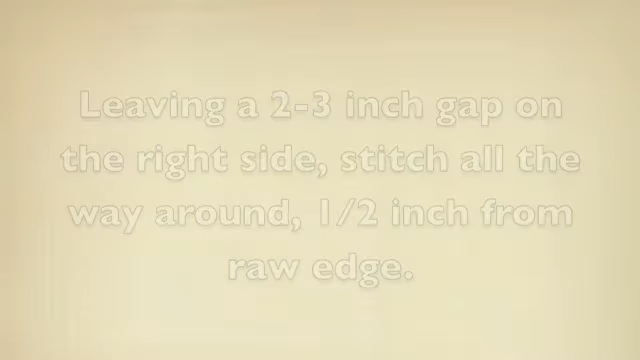 Leaving a 2-3 inch gap on
the right side, stitch all the
way around, 1/2 inch from
raw edge.